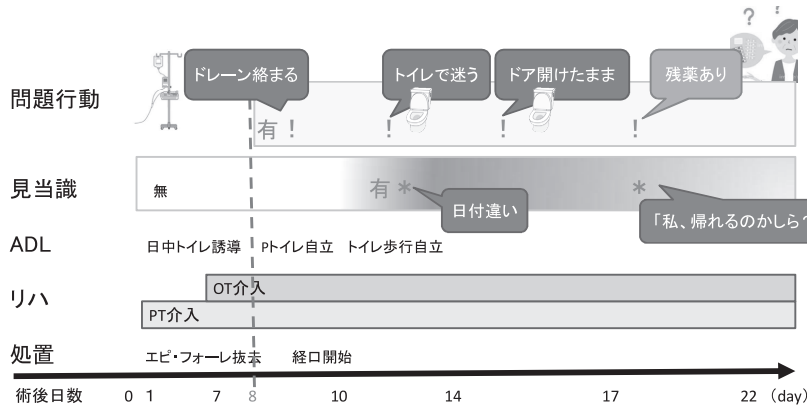 ?
!
ドレーン絡まる
トイレで迷う
ドア開けたまま
残薬あり
問題行動
有 ! ! ! !
見当識
無
有 * *
日付違い
「私、帰れるのかしら?
ADL
日中トイレ誘導 Pトイレ自立 トイレ歩行自立
リハ
OT介入
PT介入
処置
エピ・フォーレ抜去 経口開始
術後日数 0 1 7 8 10 14 17 22 (day)